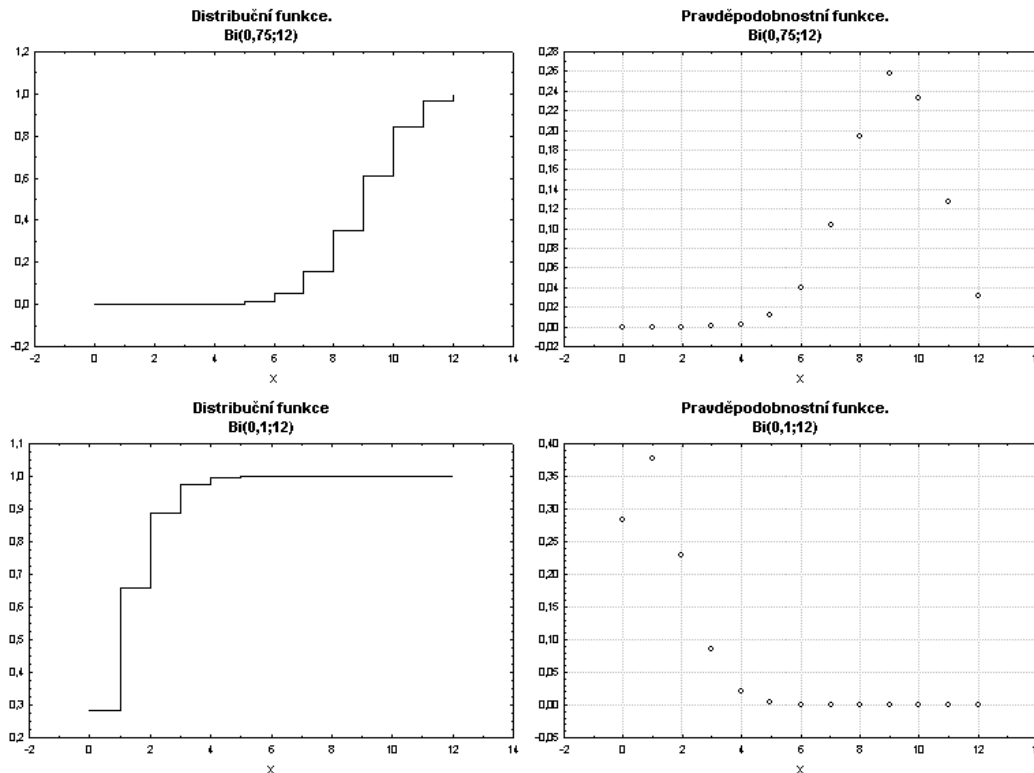 Distribuční funkce.
Bi(0,75;12)
1,2
1,0
0,8
0,6
0,4
0,2
0,0
-0,2
-2 0 2 4 6 8 10 12 14
X
Pravděpodobnostní funkce.
Bi(0,75;12)
0,28
0,26
0,24
0,22
0,20
0,18
0,16
0,14
0,12
0,10
0,08
0,06
0,04
0,02
0,00
-0,02
-2 0 2 4 6 8 10 12 14
X
Distribuční funkce
Bi(0,1;12)
1,1
1,0
0,9
0,8
0,7
0,6
0,5
0,4
0,3
0,2
-2 0 2 4 6 8 10 12 14
X
Pravděpodobnostní funkce.
Bi(0,1;12)
0,40
0,35
0,30
0,25
0,20
0,15
0,10
0,05
0,00
-0,05
-2 0 2 4 6 8 10 12 14
X